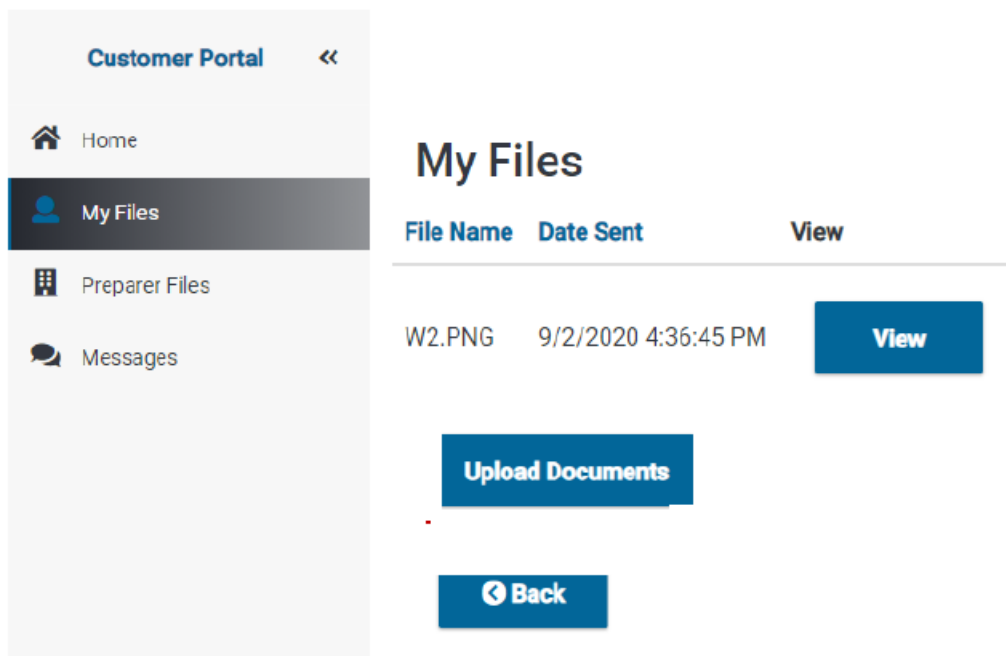 Customer Portal «
Home
My Files
Preparer Files
Messages
My Files
File Name Date Sent View
W2.PNG 9/2/2020 4:36:45 PM View
Upload Documents
Back